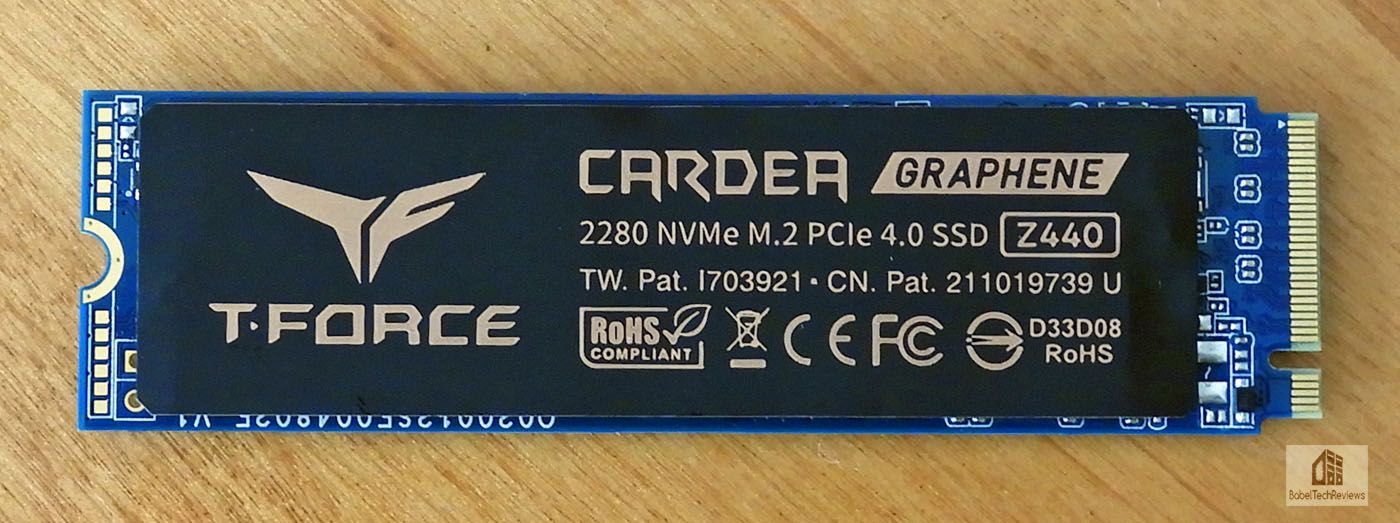 CARDEA GRAPHENE
2280 NVMe M.2 PCIe 4.0 SSD Z440
TW. Pat. I703921 · CN. Pat. 211019739 U
T·FORCE
RoHS
COMPLIANT
CE FC D33D08
RoHS
V1
BabelTechReviews